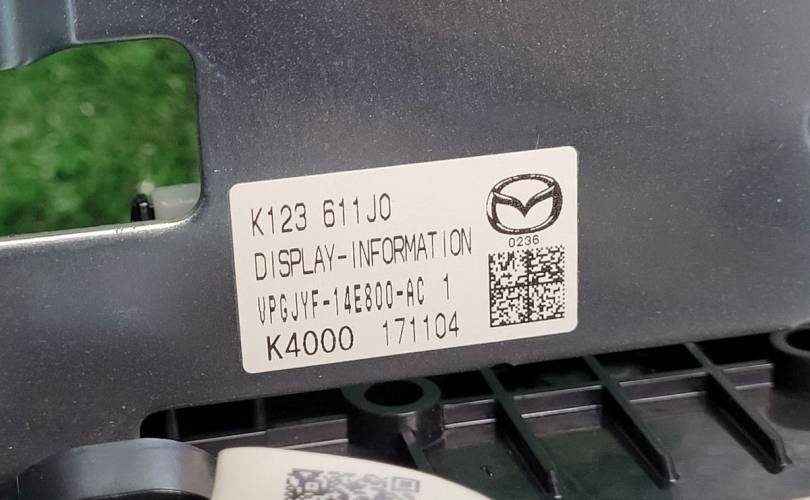 K123 611J0
0236
DISPLAY-INFORMATION
VPGJYF-14E800-AC 1
K4000 171104